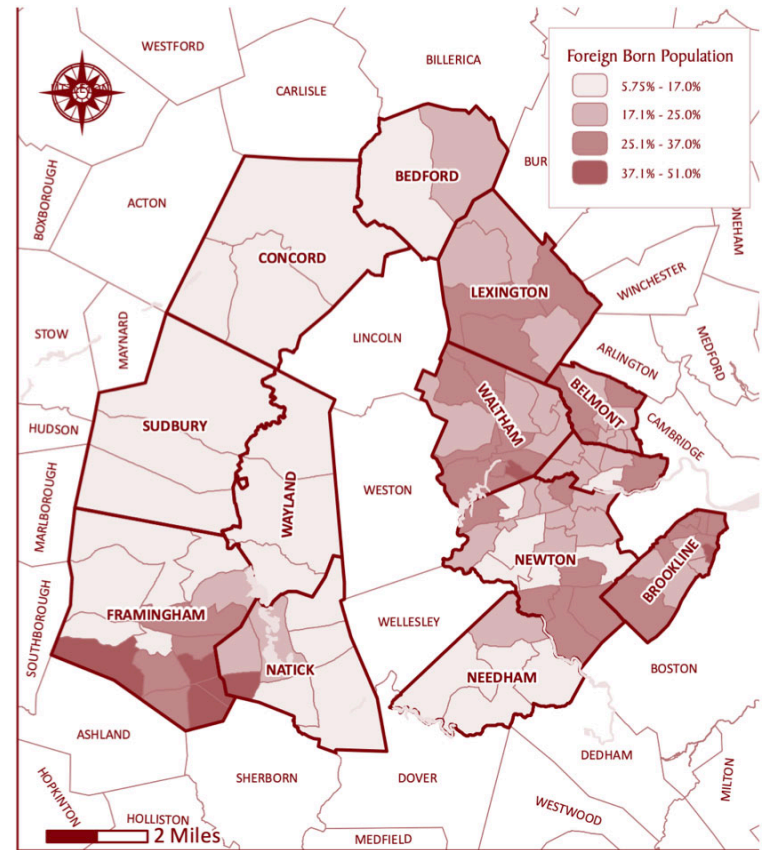 WESTFORD
BILLERICA
CARLISLE
Foreign Born Population
5.75% - 17.0%
17.1% - 25.0%
25.1% - 37.0%
37.1% - 51.0%
BUR
BOXBOROUGH
ACTON
BEDFORD
ONEHAM
CONCORD
LEXINGTON
WINCHESTER
STOW
MAYNARD
LINCOLN
ARLINGTON
MEDFORD
HUDSON
SUDBURY
WALTHAM
BELMONT
CAMBRIDGE
MARLBOROUGH
WAYLAND
WESTON
NEWTON
BROOKLINE
SOUTHBOROUGH
FRAMINGHAM
WELLESLEY
NATICK
NEEDHAM
BOSTON
ASHLAND
DEDHAM
HOPKINTON
SHERBORN
DOVER
MILTON
HOLLISTON
WESTWOOD
2 Miles
MEDFIELD